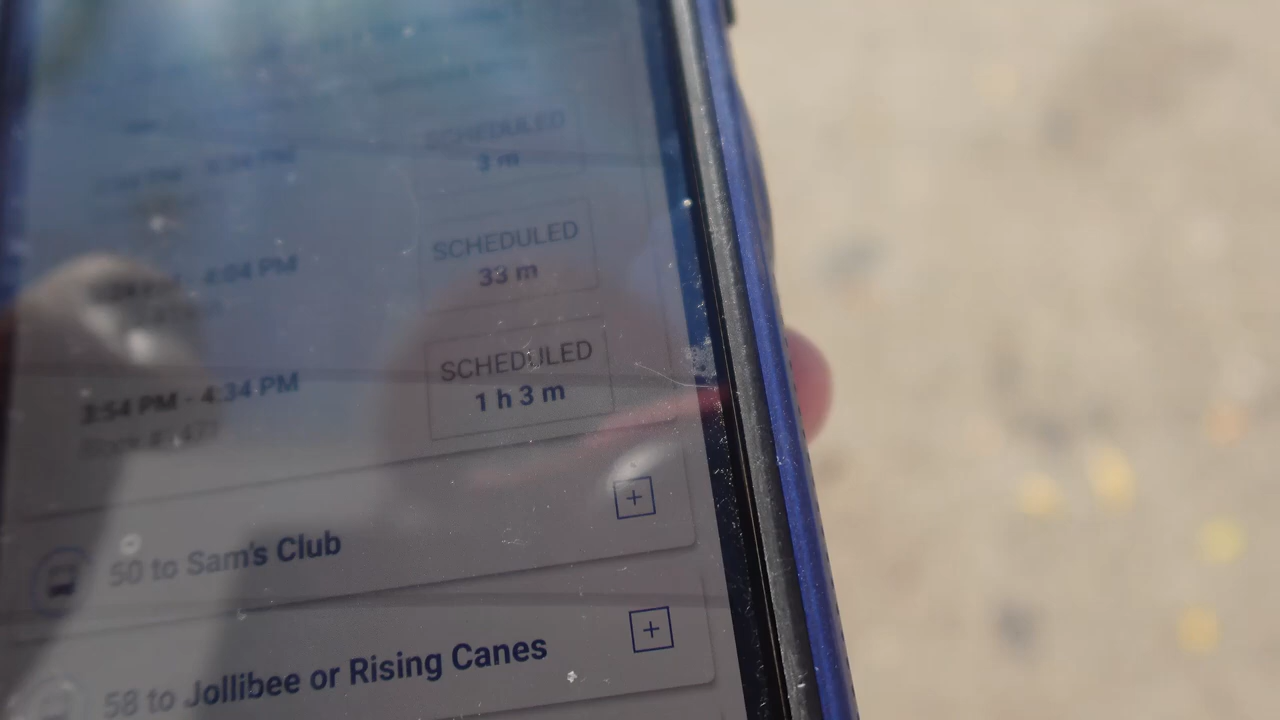 SCHEDULED
3 m
4:04 PM
SCHEDULED
33 m
3:54 PM - 4:34 PM
SCHEDULED
1 h 3 m
50 to Sam's Club
58 to Jollibee or Rising Canes